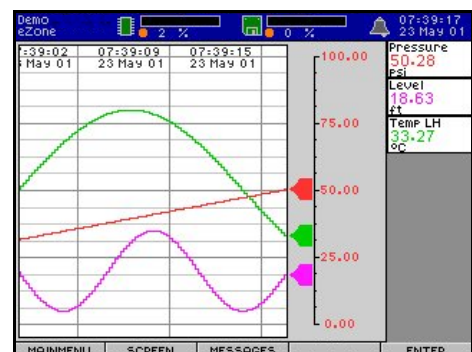 Demo
eZone
2 %
0 %
07:39:17
23 May 01
7:39:02 07:39:09 07:39:15
May 01 23 May 01 23 May 01
100.00
75.00
50.00
25.00
0.00
Pressure
50.28
psi
Level
18.63
ft
Temp LH
33.27
°C
MAINMENU SCREEN MESSAGES ENTER